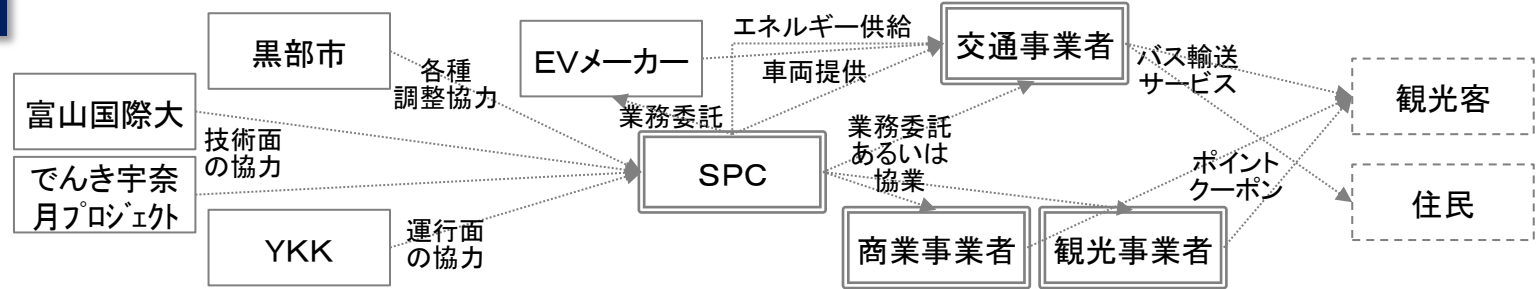 黒部市
富山国際大
でんき宇奈
月プロジェクト
YKK
各種
調整協力
技術面
の協力
運行面
の協力
EVメーカー
業務委託
SPC
エネルギー供給
車両提供
業務委託
あるいは
協業
交通事業者
商業事業者
観光事業者
バス輸送
サービス
ポイント
クーポン
観光客
住民